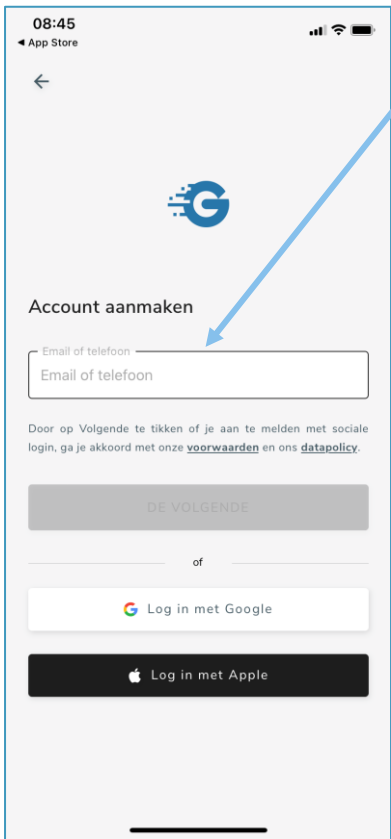 08:45
◀ App Store
Account aanmaken
Email of telefoon
Email of telefoon
Door op Volgende te tikken of je aan te melden met sociale
login, ga je akkoord met onze voorwaarden en ons datapolicy.
DE VOLGENDE
of
Log in met Google
Log in met Apple